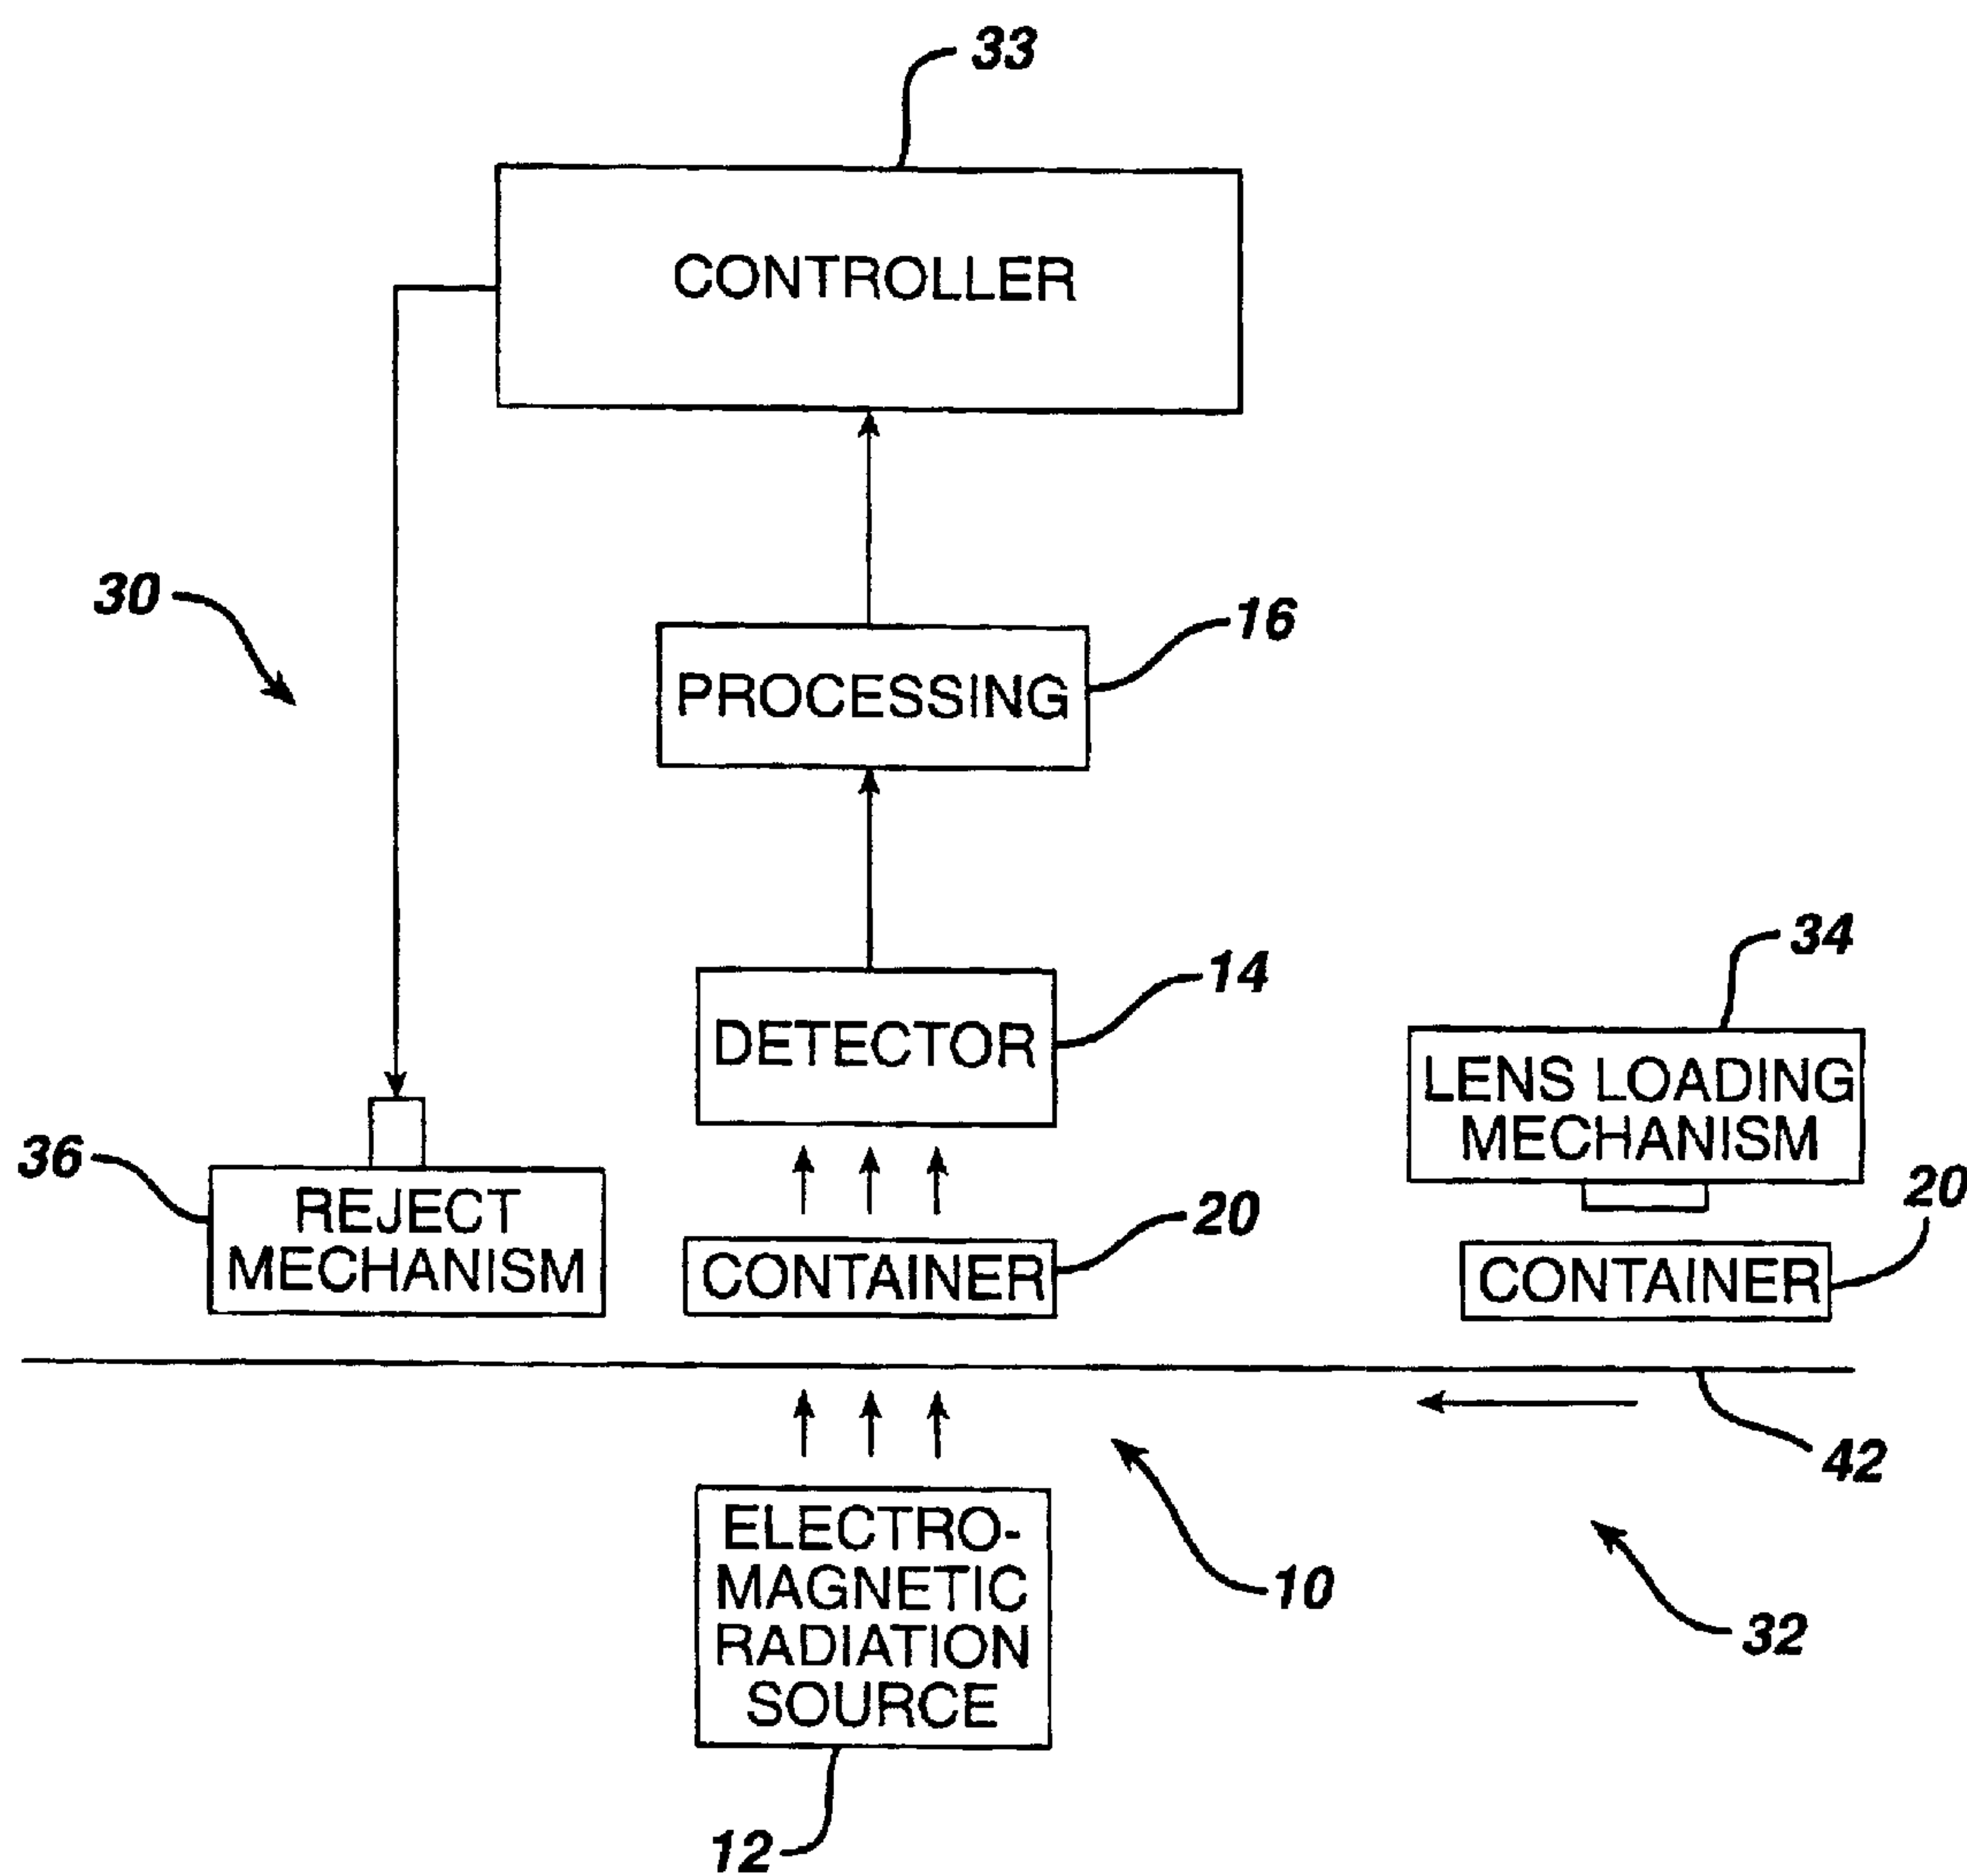 33
CONTROLLER
30
16
PROCESSING
34
14
DETECTOR
LENS LOADING
MECHANISM
36
REJECT
MECHANISM
20
CONTAINER
20
CONTAINER
42
ELECTRO-
MAGNETIC
RADIATION
SOURCE
10
32
12